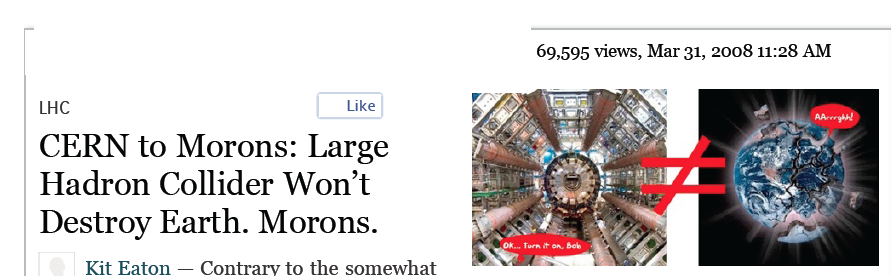 69,595 views, Mar 31, 2008 11:28 AM
LHC
Like
CERN to Morons: Large
Hadron Collider Won’t
Destroy Earth. Morons.
Kit Eaton — Contrary to the somewhat
OK... Turn it on, Bob
≠
AArrrghh!